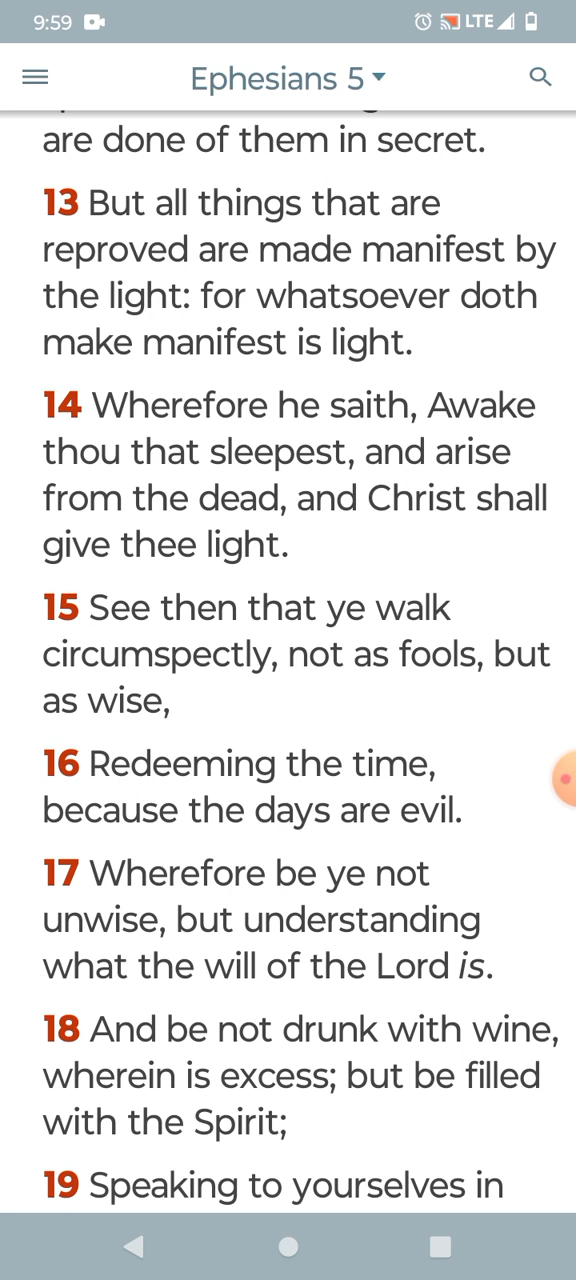 9:59 LTE
Ephesians 5
are done of them in secret.
13 But all things that are
reproved are made manifest by
the light: for whatsoever doth
make manifest is light.
14 Wherefore he saith, Awake
thou that sleepest, and arise
from the dead, and Christ shall
give thee light.
15 See then that ye walk
circumspectly, not as fools, but
as wise,
16 Redeeming the time,
because the days are evil.
17 Wherefore be ye not
unwise, but understanding
what the will of the Lord is.
18 And be not drunk with wine,
wherein is excess; but be filled
with the Spirit;
19 Speaking to yourselves in